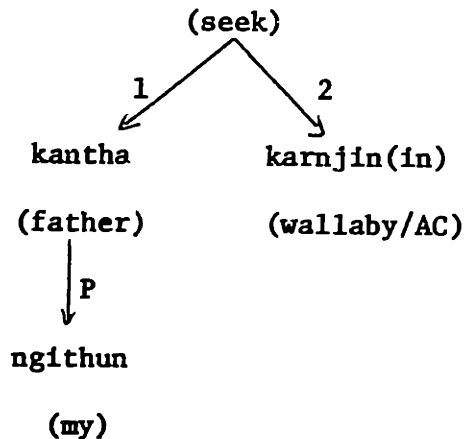 (seek)
1 2
kantha karnjin(in)
(father) (wallaby/AC)
P
ngithun
(my)